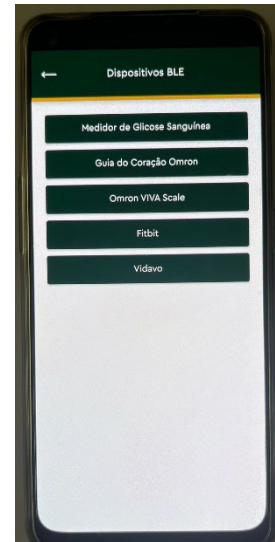 Dispositivos BLE
Medidor de Glicose Sanguínea
Guia do Coração Omron
Omron VIVA Scale
Fitbit
Vidavo